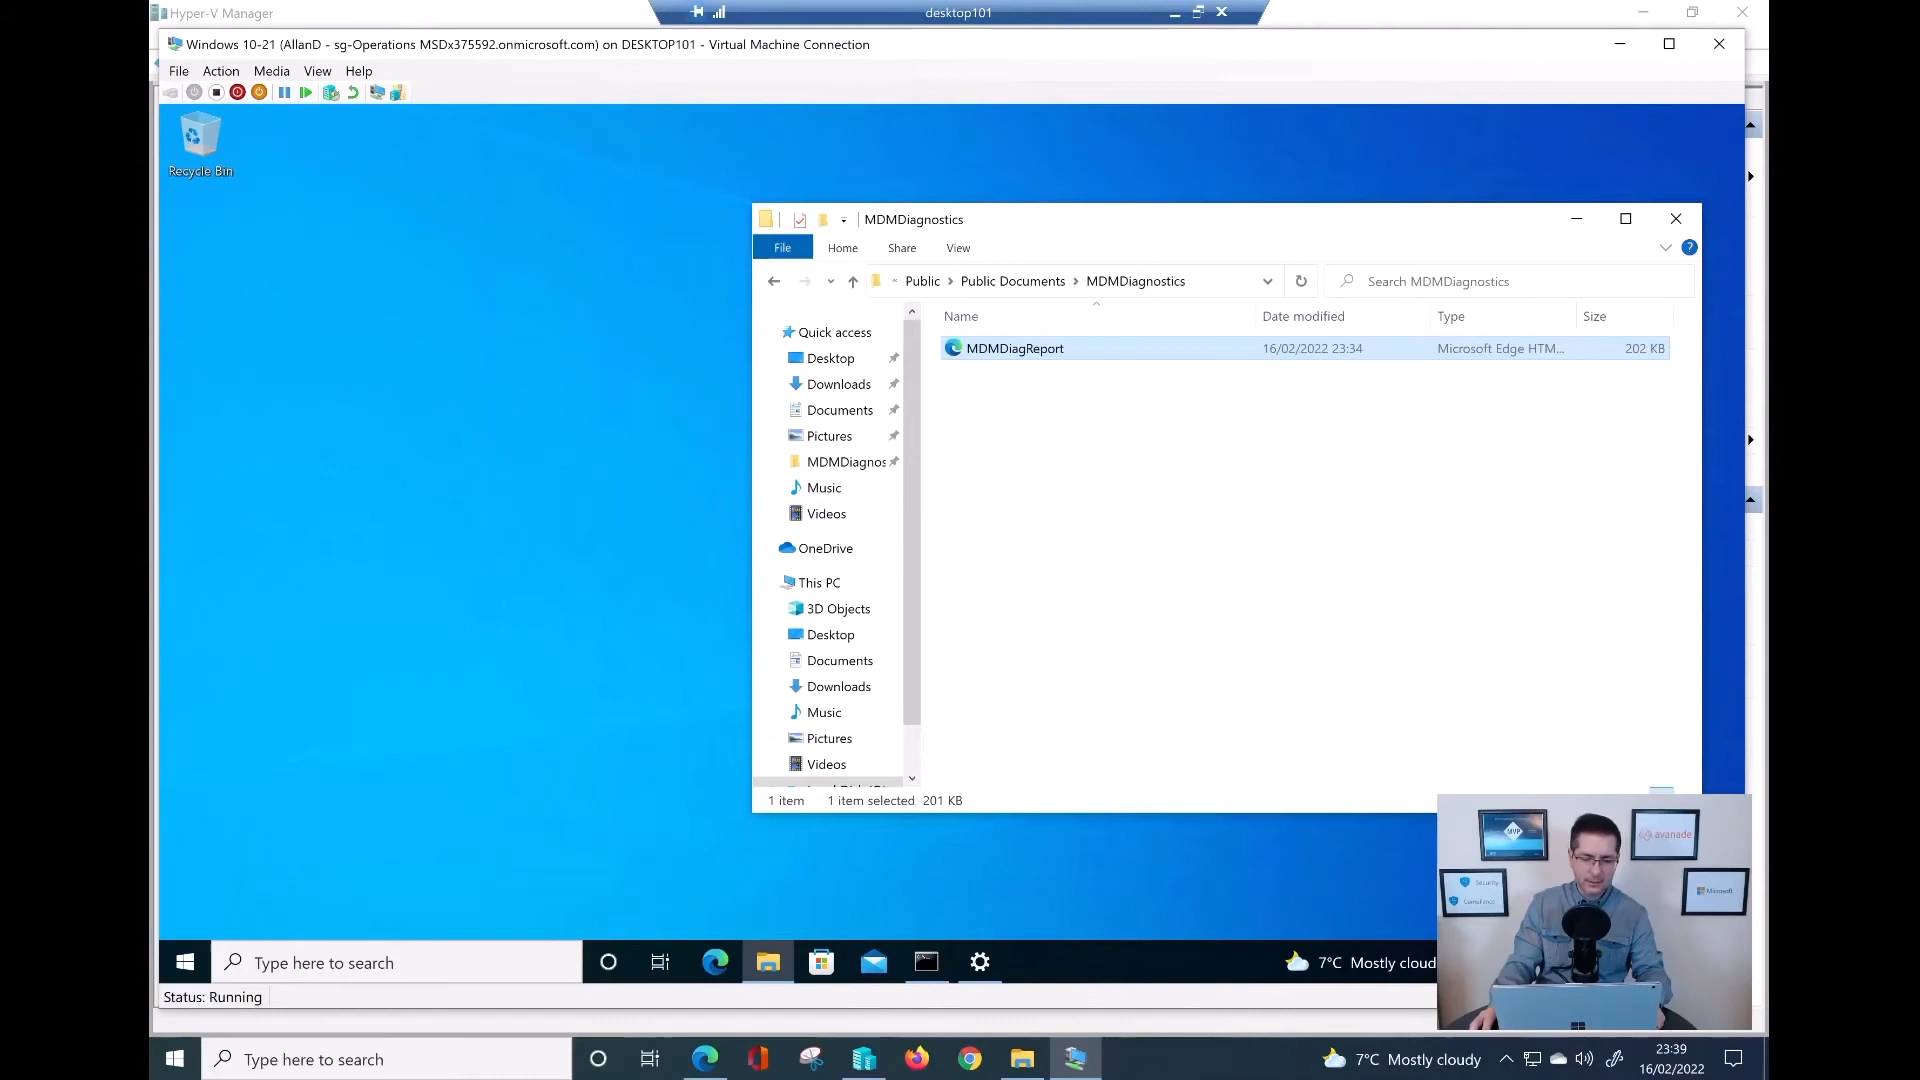 Hyper-V Manager
desktop101
Windows 10-21 (AllanD - sg-Operations MSDx375592.onmicrosoft.com) on DESKTOP101 - Virtual Machine Connection
File Action Media View Help
Recycle Bin
MDMDiagnostics
File Home Share View
« Public > Public Documents > MDMDiagnostics
Search MDMDiagnostics
Name Date modified Type Size
MDMDiagReport 16/02/2022 23:34 Microsoft Edge HTM... 202 KB
Quick access
Desktop
Downloads
Documents
Pictures
MDMDiagnos
Music
Videos
OneDrive
This PC
3D Objects
Desktop
Documents
Downloads
Music
Pictures
Videos
1 item 1 item selected 201 KB
MVP
avanade
Security
Compliance
Microsoft
Type here to search
7°C Mostly cloud
Status: Running
Type here to search
7°C Mostly cloudy
23:39
16/02/2022